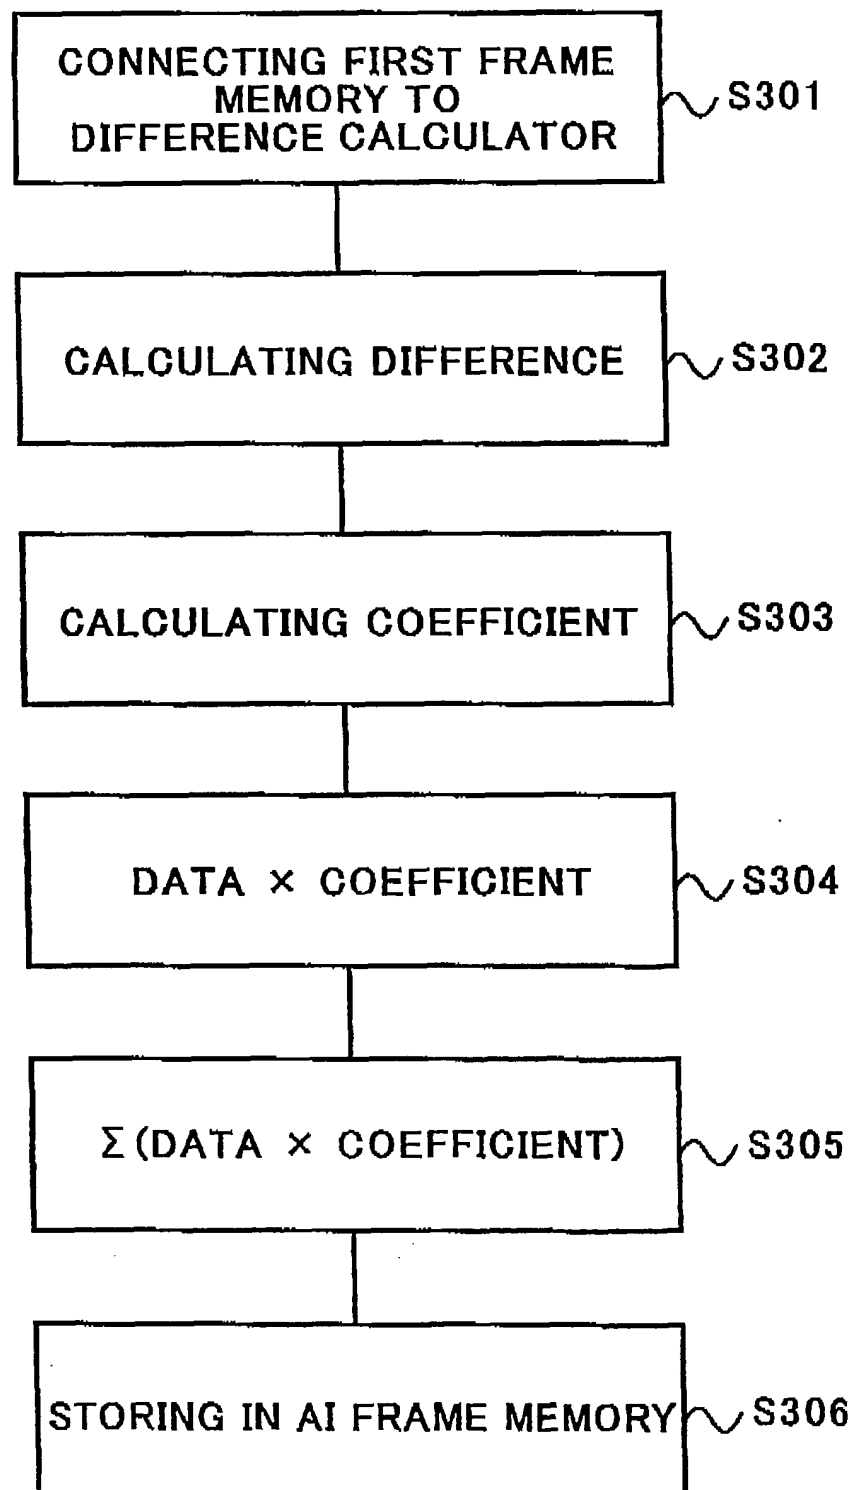 CONNECTING FIRST FRAME
MEMORY TO
DIFFERENCE CALCULATOR
S301
CALCULATING DIFFERENCE
S302
CALCULATING COEFFICIENT
S303
DATA × COEFFICIENT
S304
Σ(DATA × COEFFICIENT)
S305
STORING IN AI FRAME MEMORY
S306